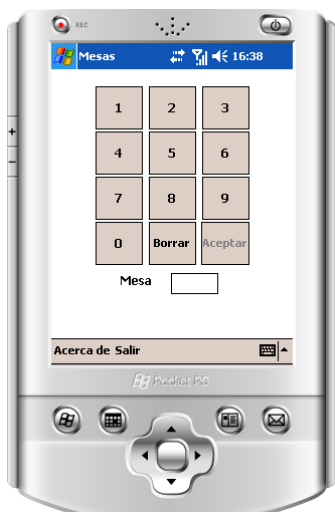 REC
Mesas 16:38
1 2 3
4 5 6
7 8 9
0 Borrar Aceptar
Mesa
Acerca de Salir
Pocket PC